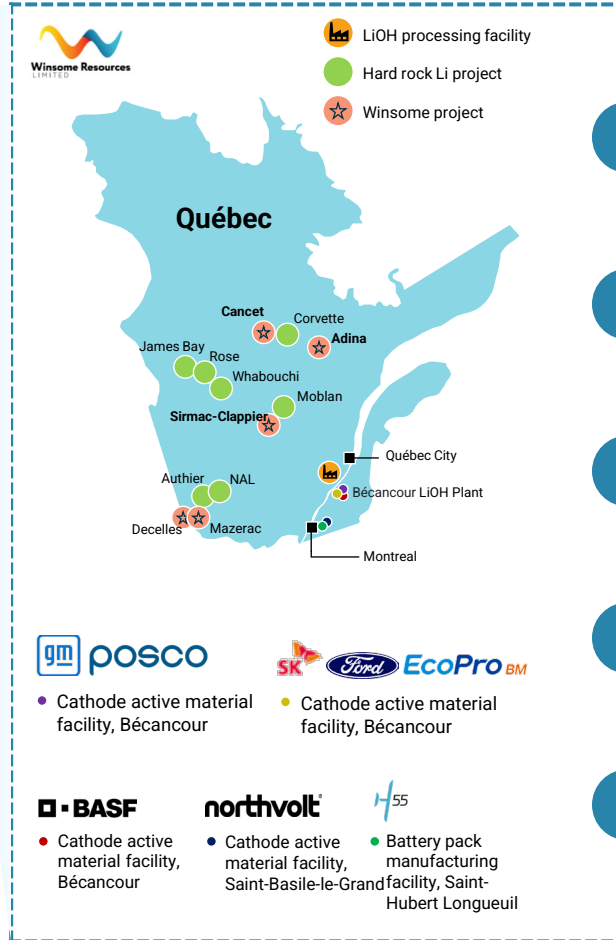 Winsome Resources
LIMITED
LiOH processing facility
Hard rock Li project
Winsome project
Québec
Cancet
Corvette
Adina
James Bay
Rose
Whabouchi
Moblan
Sirmac-Clappier
Québec City
Authier
NAL
Bécancour LiOH Plant
Decelles
Mazerac
Montreal
gm
posco
SK
Ford
EcoPro BM
• Cathode active material
facility, Bécancour
• Cathode active material
facility, Bécancour
BASF
northvolt
H55
• Cathode active
material facility,
Bécancour
• Cathode active
material facility,
Saint-Basile-le-Grand
• Battery pack
manufacturing
facility, Saint-
Hubert Longueuil